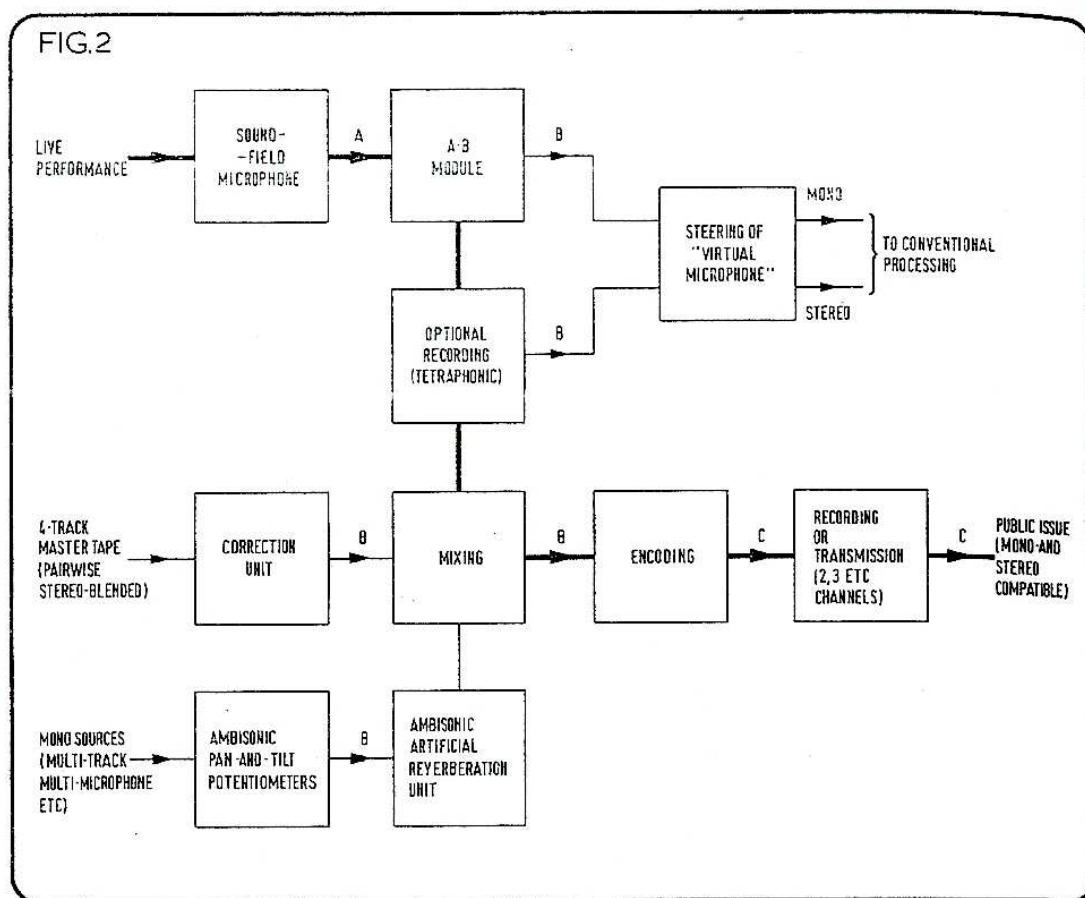 FIG.2
LIVE
PERFORMANCE
SOUND-
-FIELD
MICROPHONE
A
A-B
MODULE
B
STEERING OF
"VIRTUAL
MICROPHONE"
MONO
STEREO
TO CONVENTIONAL
PROCESSING
OPTIONAL
RECORDING
(TETRAPHONIC)
B
4-TRACK
MASTER TAPE
(PAIRWISE
STEREO-BLENDED)
CORRECTION
UNIT
B
MIXING
B
ENCODING
C
RECORDING
OR
TRANSMISSION
(2,3 ETC
CHANNELS)
C
PUBLIC ISSUE
(MONO-AND
STEREO
COMPATIBLE)
MONO SOURCES
(MULTI-TRACK
MULTI-MICROPHONE
ETC)
AMBISONIC
PAN-AND-TILT
POTENTIOMETERS
B
AMBISONIC
ARTIFICIAL
REVERBERATION
UNIT